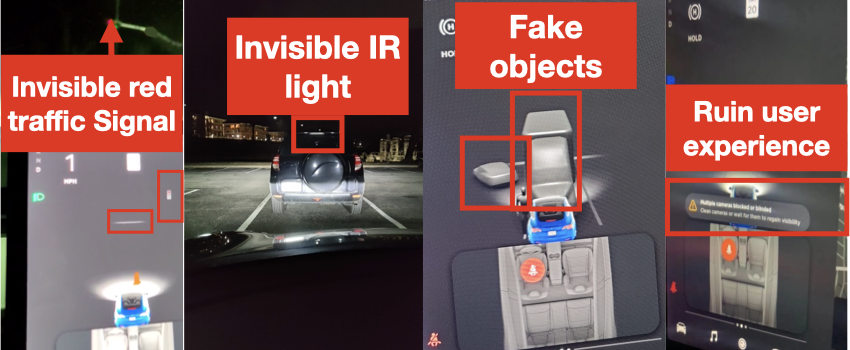 Invisible red
traffic Signal
1
MPH
Invisible IR
light
Fake
objects
HOLD
20
Ruin user
experience
Multiple cameras blocked or blinded
Clean cameras or wait for them to regain visibility